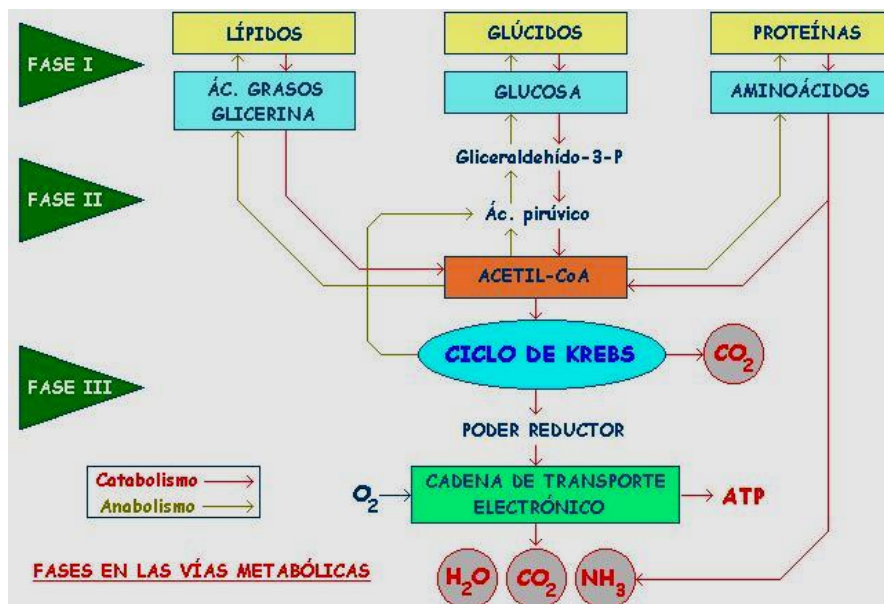 LÍPIDOS
GLÚCIDOS
PROTEÍNAS
FASE I
ÁC. GRASOS
GLICERINA
GLUCOSA
AMINOÁCIDOS
Gliceraldehído-3-P
FASE II
Ác. pirúvico
ACETIL-CoA
CICLO DE KREBS
CO2
FASE III
PODER REDUCTOR
Catabolismo
Anabolismo
O2
CADENA DE TRANSPORTE
ELECTRÓNICO
ATP
FASES EN LAS VÍAS METABÓLICAS
H2O
CO2
NH3